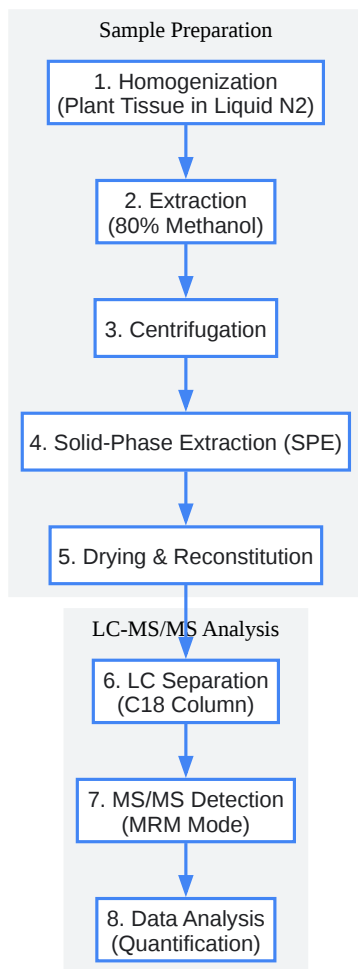 Sample Preparation
1. Homogenization
(Plant Tissue in Liquid N2)
2. Extraction
(80% Methanol)
3. Centrifugation
4. Solid-Phase Extraction (SPE)
5. Drying & Reconstitution
LC-MS/MS Analysis
6. LC Separation
(C18 Column)
7. MS/MS Detection
(MRM Mode)
8. Data Analysis
(Quantification)